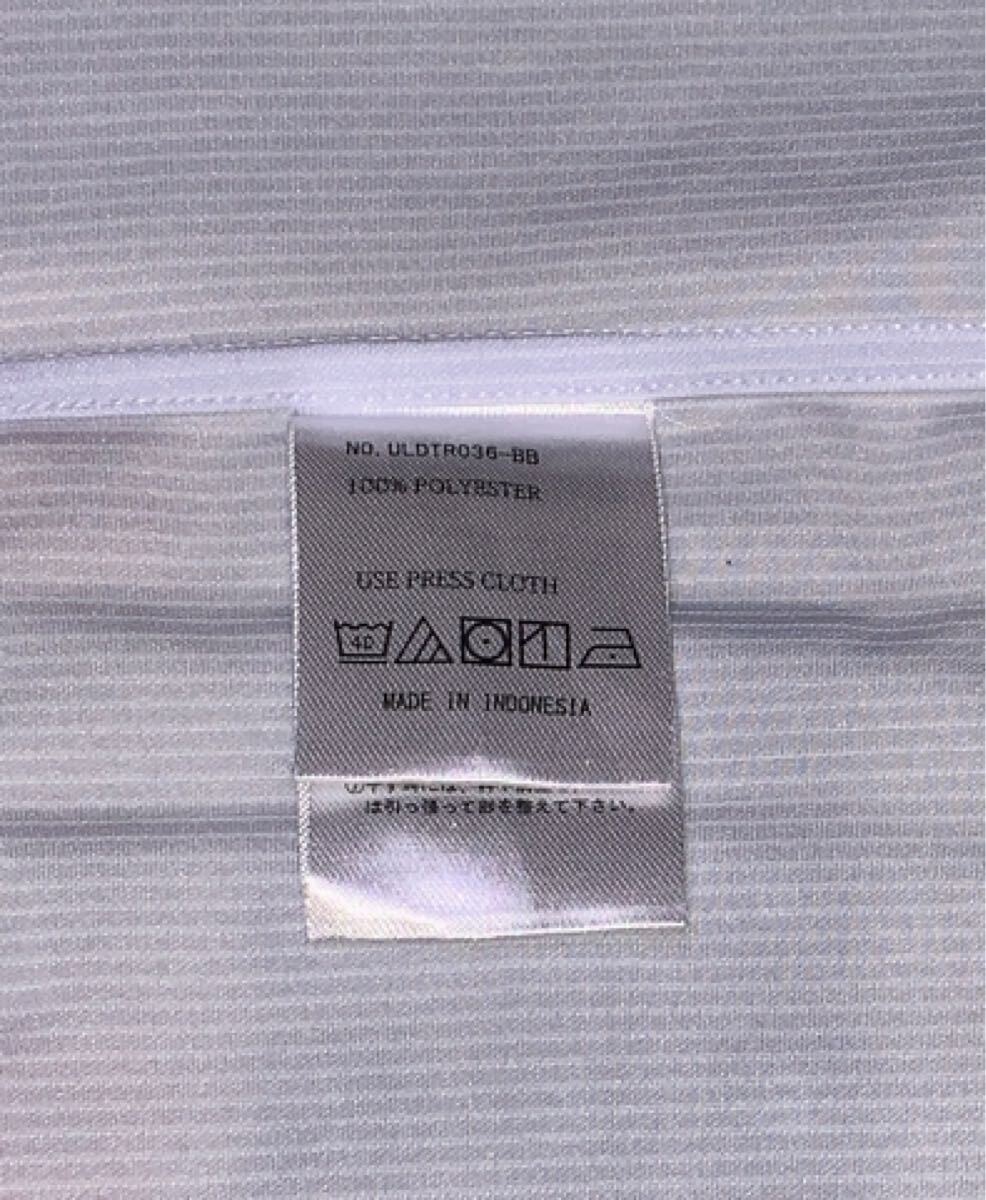 NO. ULDTR036-BB
100% POLYESTER
USE PRESS CLOTH
40
MADE IN INDONESIA
は引っ張って形を整えて下さい。